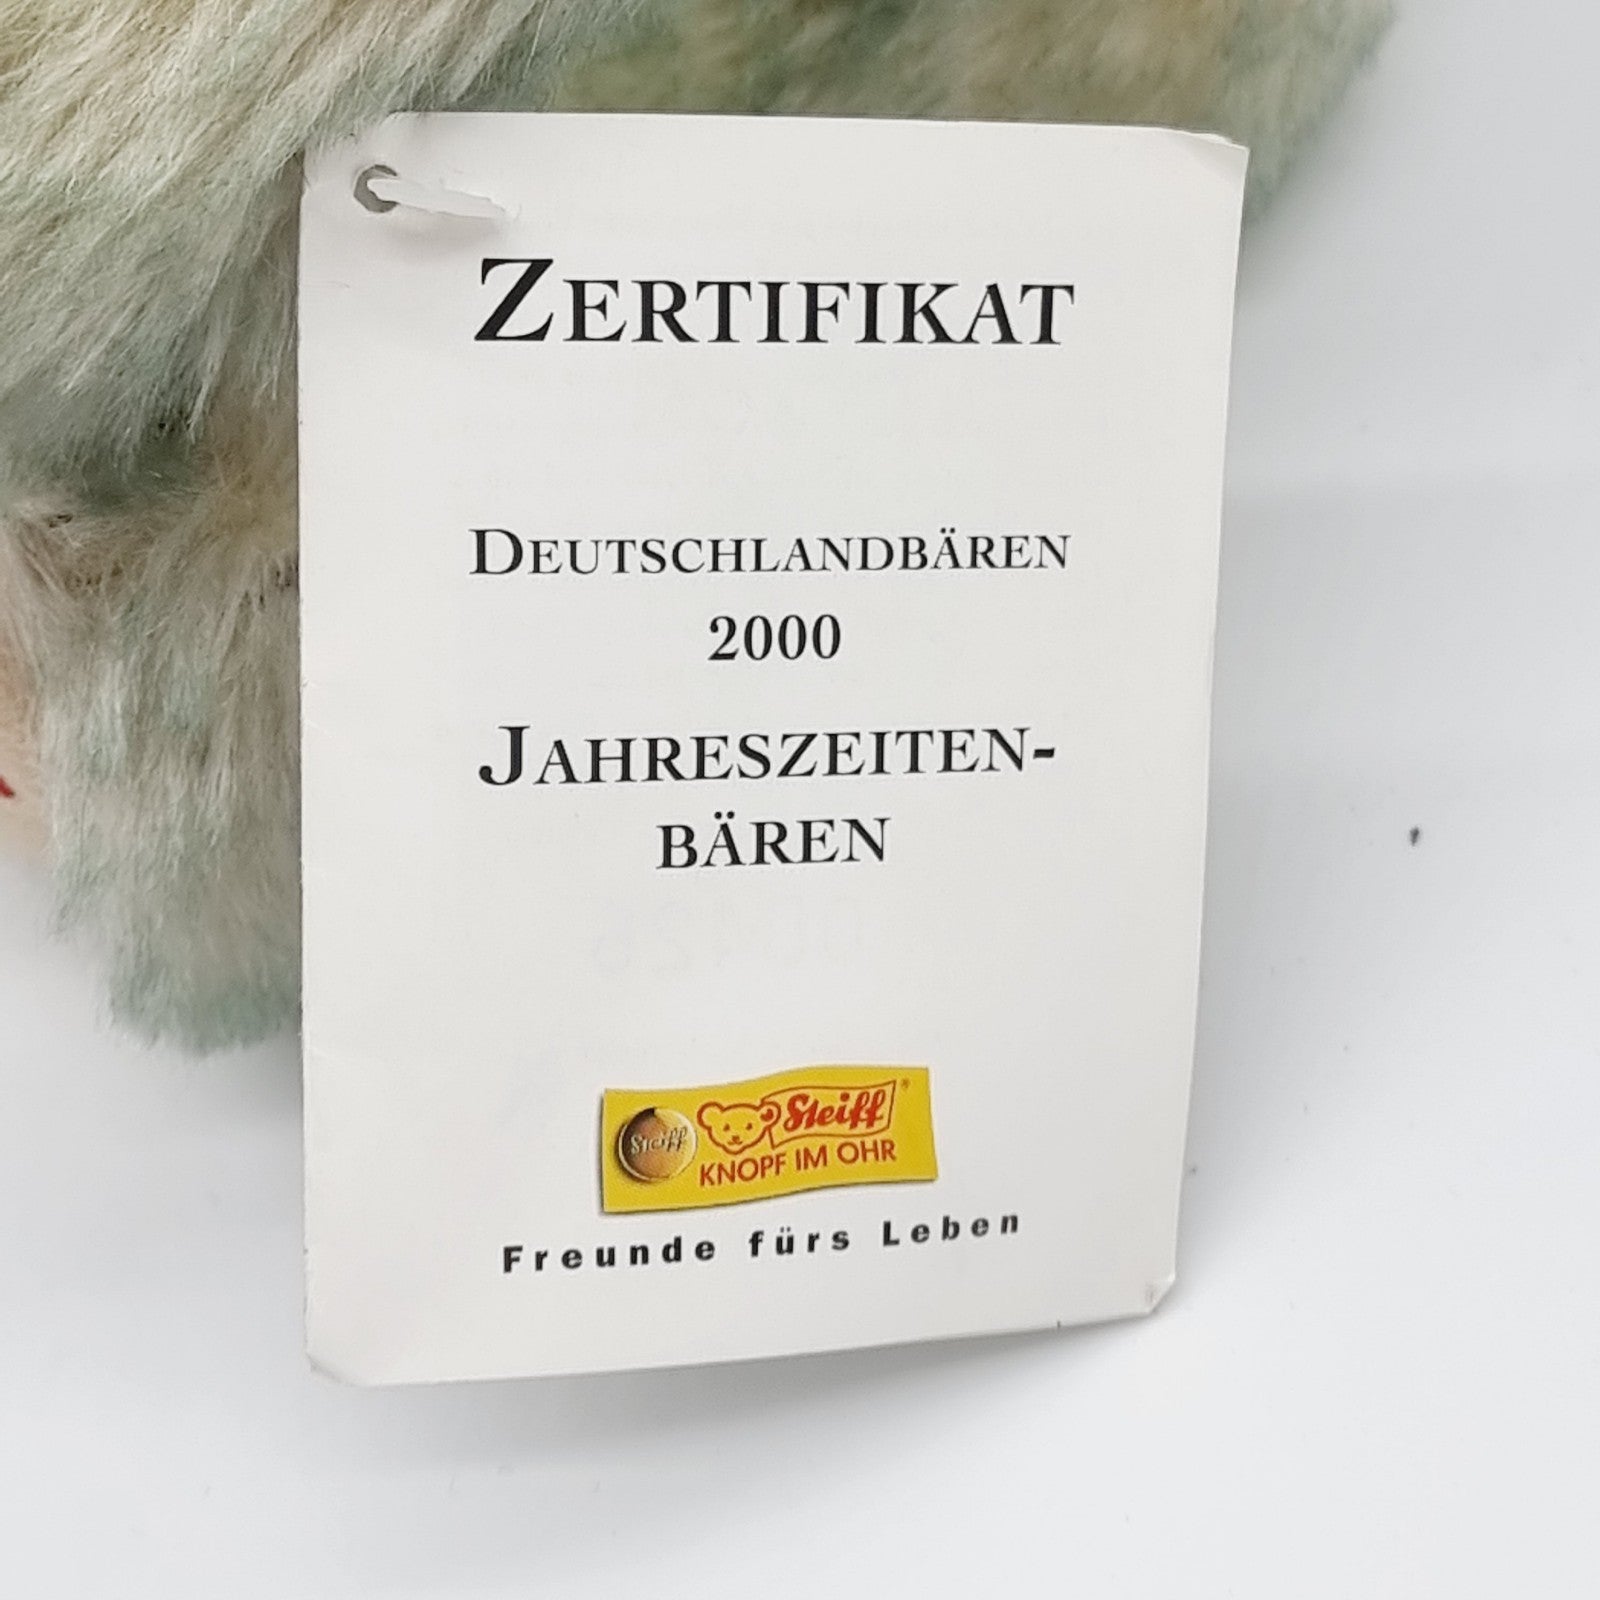 ZERTIFIKAT
DEUTSCHLANDBÄREN
2000
JAHRESZEITEN-
BÄREN
Steiff
Steiff®
KNOPF IM OHR
Freunde fürs Leben